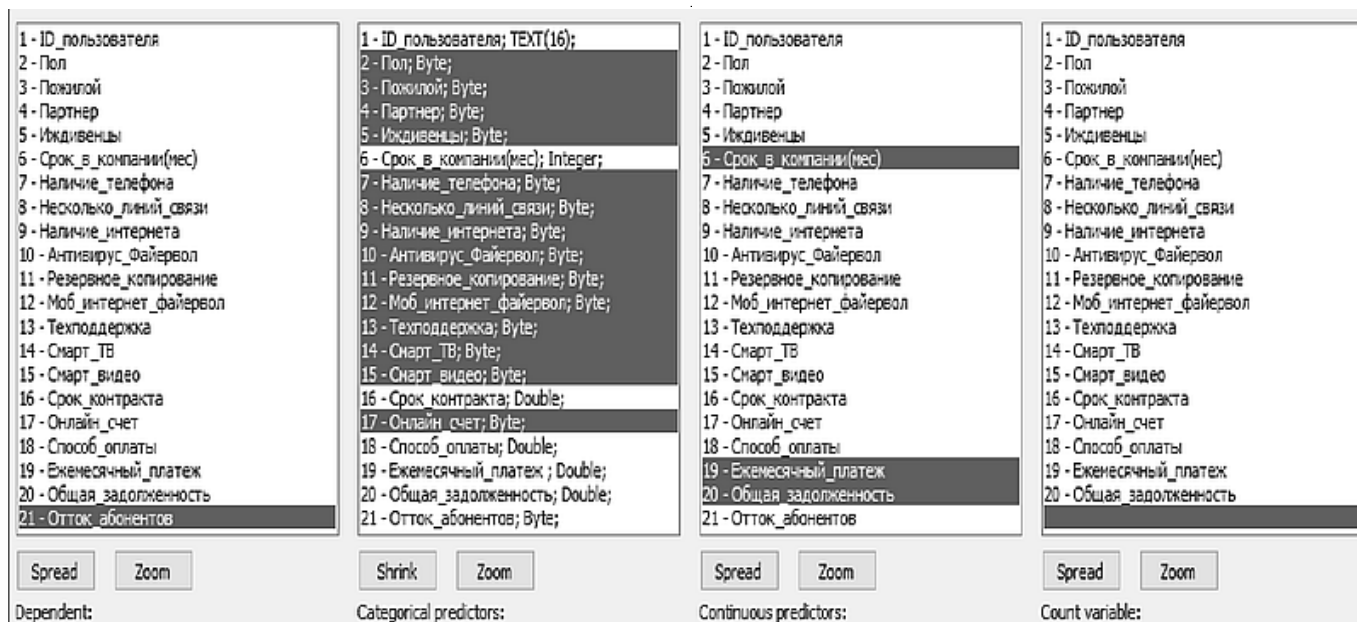 1 - ID_пользователя
2 - Пол
3 - Пожилой
4 - Партнер
5 - Иждивенцы
6 - Срок_в_компании(мес)
7 - Наличие_телефона
8 - Несколько_линий_связи
9 - Наличие_интернета
10 - Антивирус_Файервол
11 - Резервное_копирование
12 - Моб_интернет_файервол
13 - Техподдержка
14 - Смарт_ТВ
15 - Смарт_видео
16 - Срок_контракта
17 - Онлайн_счет
18 - Способ_оплаты
19 - Ежемесячный_платеж
20 - Общая_задолженность
21 - Отток_абонентов
Spread Zoom
Dependent:
1 - ID_пользователя; TEXT(16);
2 - Пол; Byte;
3 - Пожилой; Byte;
4 - Партнер; Byte;
5 - Иждивенцы; Byte;
6 - Срок_в_компании(мес); Integer;
7 - Наличие_телефона; Byte;
8 - Несколько_линий_связи; Byte;
9 - Наличие_интернета; Byte;
10 - Антивирус_Файервол; Byte;
11 - Резервное_копирование; Byte;
12 - Моб_интернет_файервол; Byte;
13 - Техподдержка; Byte;
14 - Смарт_ТВ; Byte;
15 - Смарт_видео; Byte;
16 - Срок_контракта; Double;
17 - Онлайн_счет; Byte;
18 - Способ_оплаты; Double;
19 - Ежемесячный_платеж ; Double;
20 - Общая_задолженность; Double;
21 - Отток_абонентов; Byte;
Shrink Zoom
Categorical predictors:
1 - ID_пользователя
2 - Пол
3 - Пожилой
4 - Партнер
5 - Иждивенцы
6 - Срок_в_компании(мес)
7 - Наличие_телефона
8 - Несколько_линий_связи
9 - Наличие_интернета
10 - Антивирус_Файервол
11 - Резервное_копирование
12 - Моб_интернет_файервол
13 - Техподдержка
14 - Смарт_ТВ
15 - Смарт_видео
16 - Срок_контракта
17 - Онлайн_счет
18 - Способ_оплаты
19 - Ежемесячный_платеж
20 - Общая_задолженность
21 - Отток_абонентов
Spread Zoom
Continuous predictors:
1 - ID_пользователя
2 - Пол
3 - Пожилой
4 - Партнер
5 - Иждивенцы
6 - Срок_в_компании(мес)
7 - Наличие_телефона
8 - Несколько_линий_связи
9 - Наличие_интернета
10 - Антивирус_Файервол
11 - Резервное_копирование
12 - Моб_интернет_файервол
13 - Техподдержка
14 - Смарт_ТВ
15 - Смарт_видео
16 - Срок_контракта
17 - Онлайн_счет
18 - Способ_оплаты
19 - Ежемесячный_платеж
20 - Общая_задолженность
Spread Zoom
Count variable: